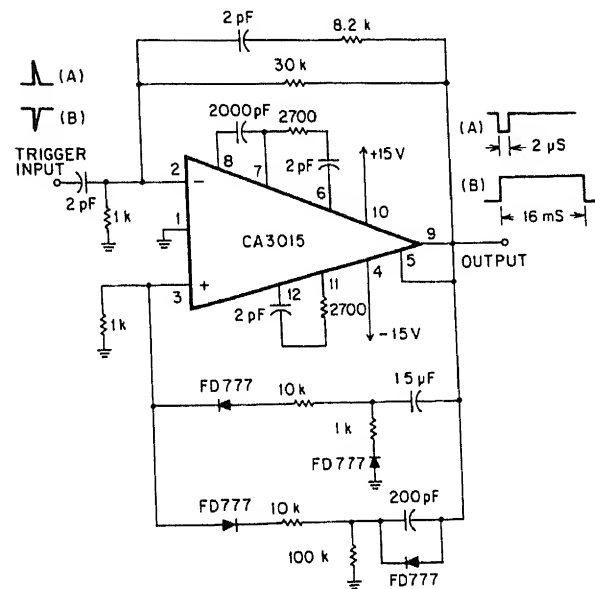 2 pF
8.2 k
30 k
(A)
(B)
2000 pF
2700
(A)
2 µS
TRIGGER
INPUT
2 pF
+15 V
(B)
8
7
6
2
−
2 pF
10
16 mS
1 k
1
CA3015
9
OUTPUT
5
+
3
12
11
4
1 k
2 pF
2700
−15 V
FD777
10 k
15 µF
1 k
FD777
FD777
10 k
200 pF
100 k
FD777